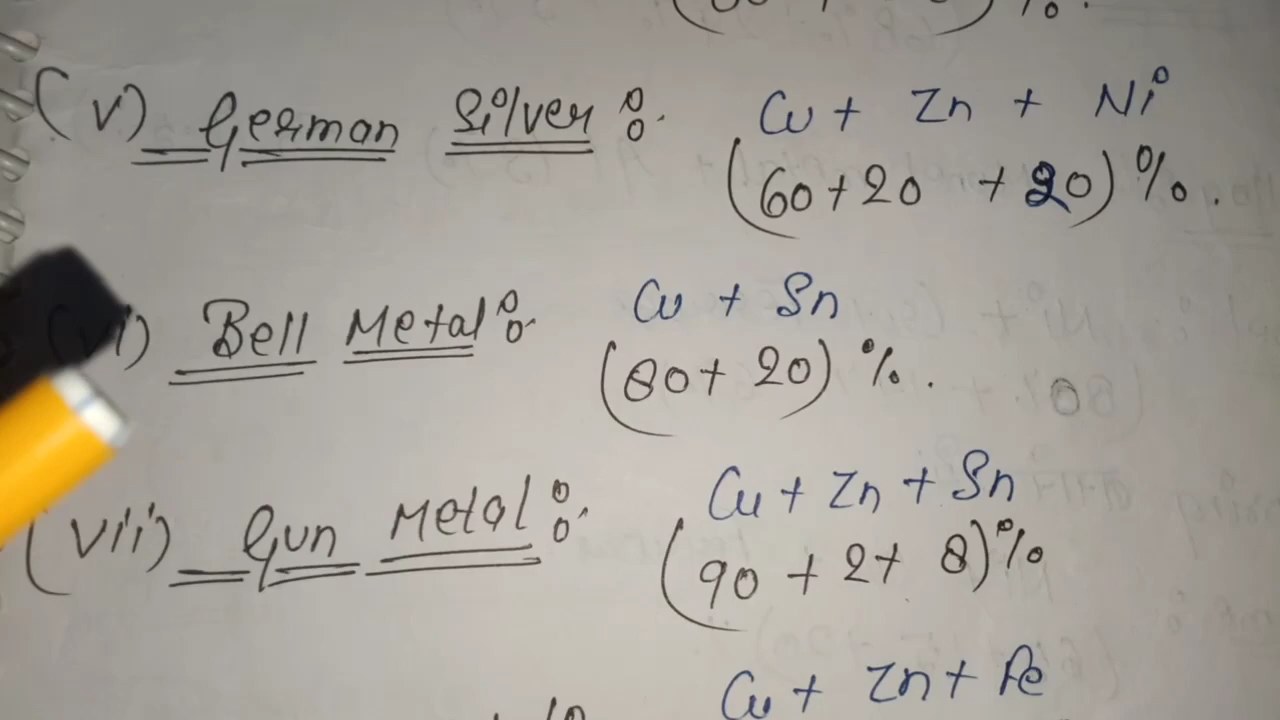 (v) German Silver :- Cu + Zn + Ni
(60 + 20 + 20) %.
(vi) Bell Metal :- Cu + Sn
(80 + 20) %.
(vii) Gun Metal :- Cu + Zn + Sn
(90 + 2 + 8) %
Cu + Zn + Fe